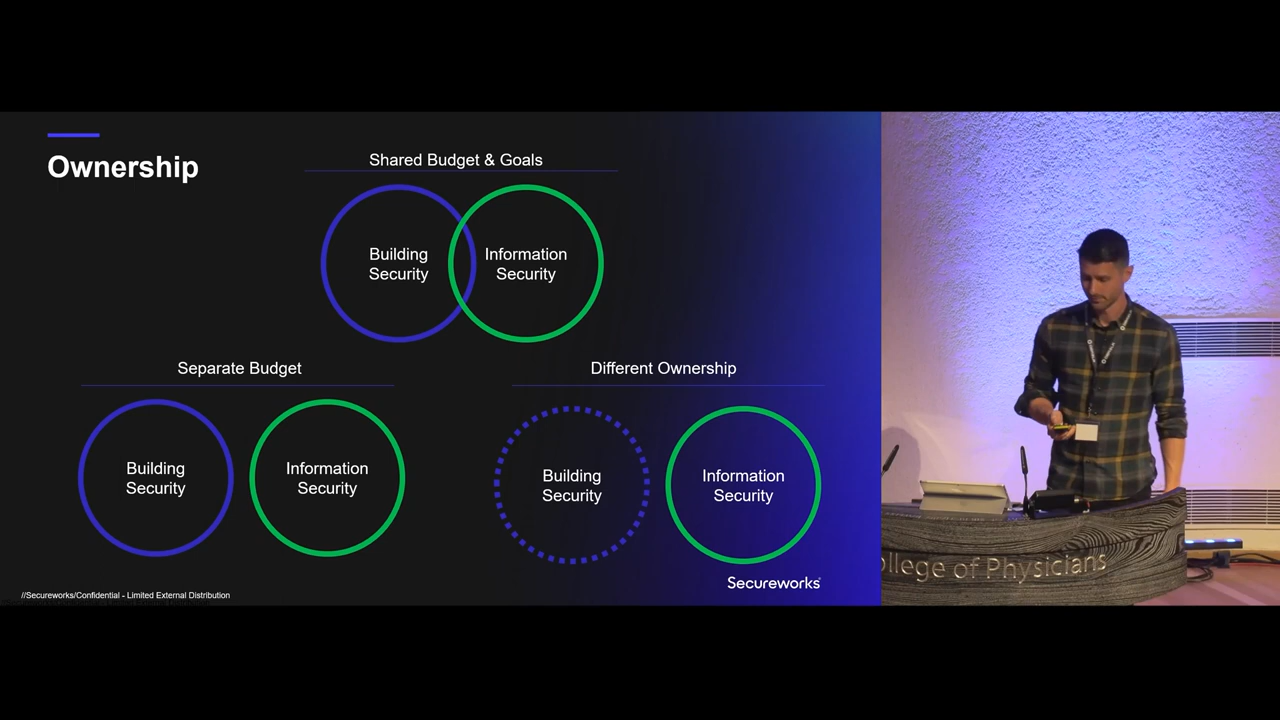 Ownership
Shared Budget & Goals
Building
Security
Information
Security
Separate Budget
Different Ownership
Building
Security
Information
Security
Building
Security
Information
Security
Secureworks
//Secureworks/Confidential - Limited External Distribution
llege of Physicians